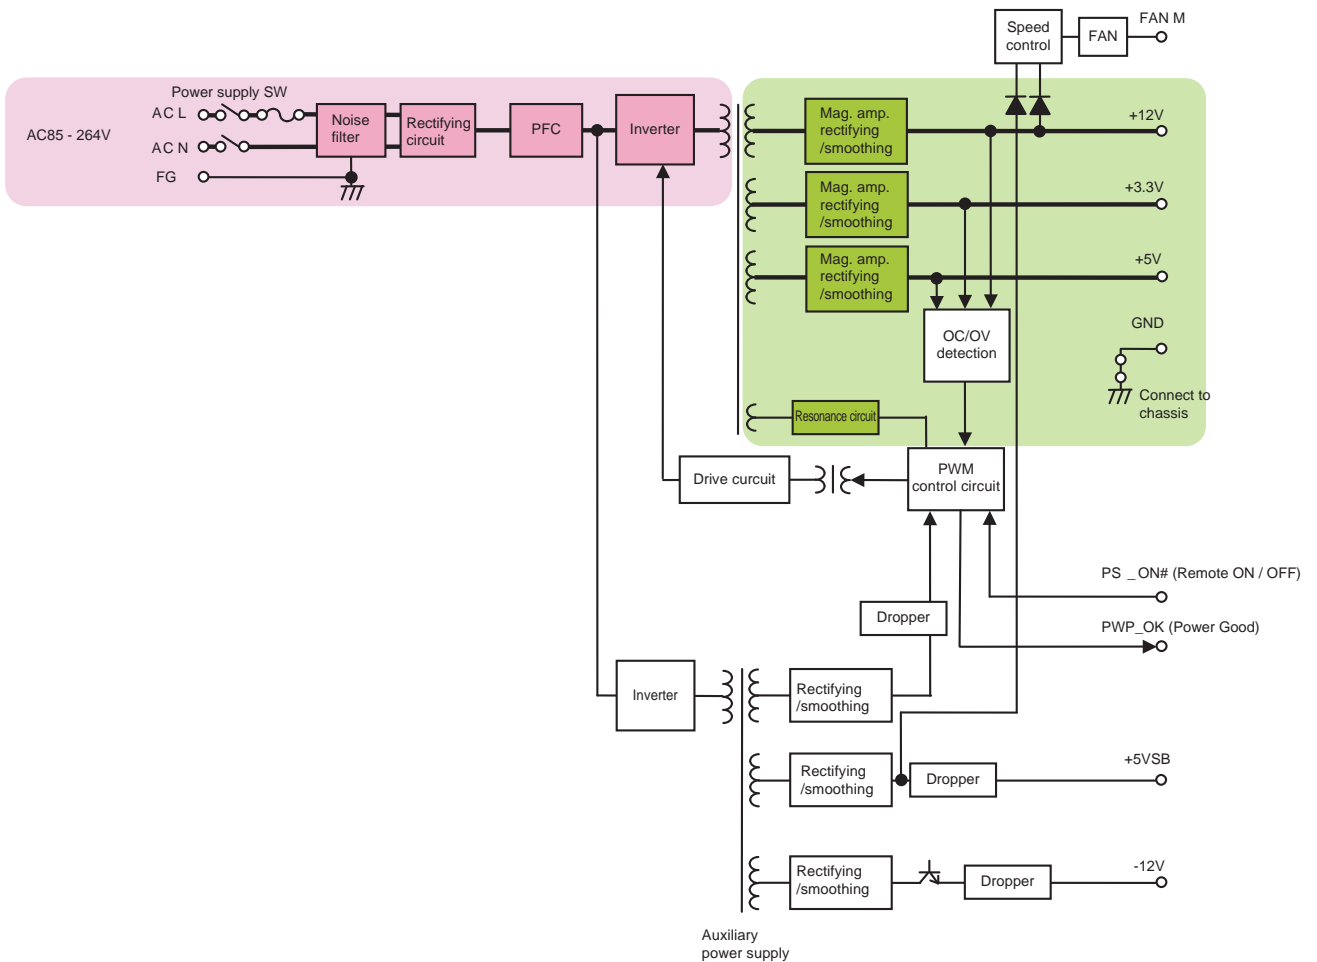 FAN M
Speed
control
FAN
Power supply SW
AC L
AC N
FG
AC85 - 264V
Noise
filter
Rectifying
circuit
PFC
Inverter
Mag. amp.
rectifying
/smoothing
+12V
Mag. amp.
rectifying
/smoothing
+3.3V
Mag. amp.
rectifying
/smoothing
+5V
OC/OV
detection
GND
Connect to
chassis
Resonance circuit
Drive curcuit
PWM
control circuit
PS _ON# (Remote ON / OFF)
Dropper
PWP_OK (Power Good)
Inverter
Rectifying
/smoothing
Rectifying
/smoothing
Dropper
+5VSB
Rectifying
/smoothing
Dropper
-12V
Auxiliary
power supply